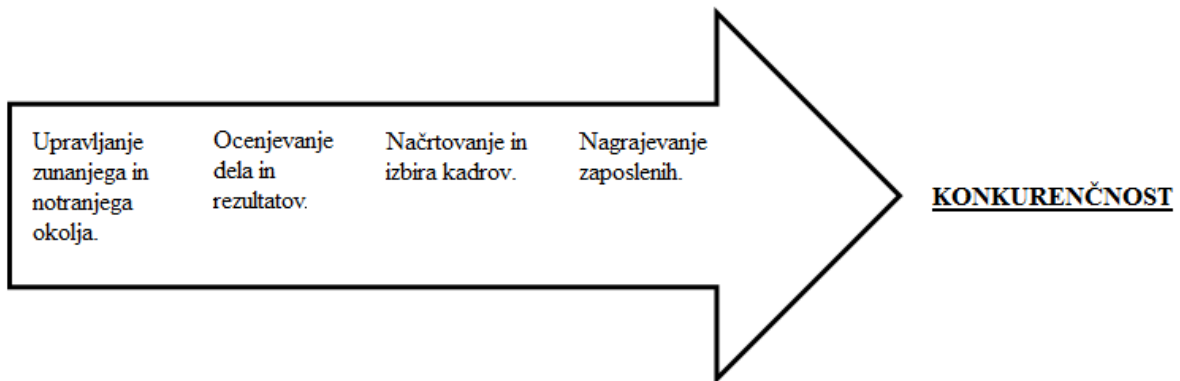 Upravljanje
zunanjega in
notranjega
okolja.
Ocenjevanje
dela in
rezultatov.
Načrtovanje in
izbira kadrov.
Nagrajevanje
zaposlenih.
KONKURENČNOST